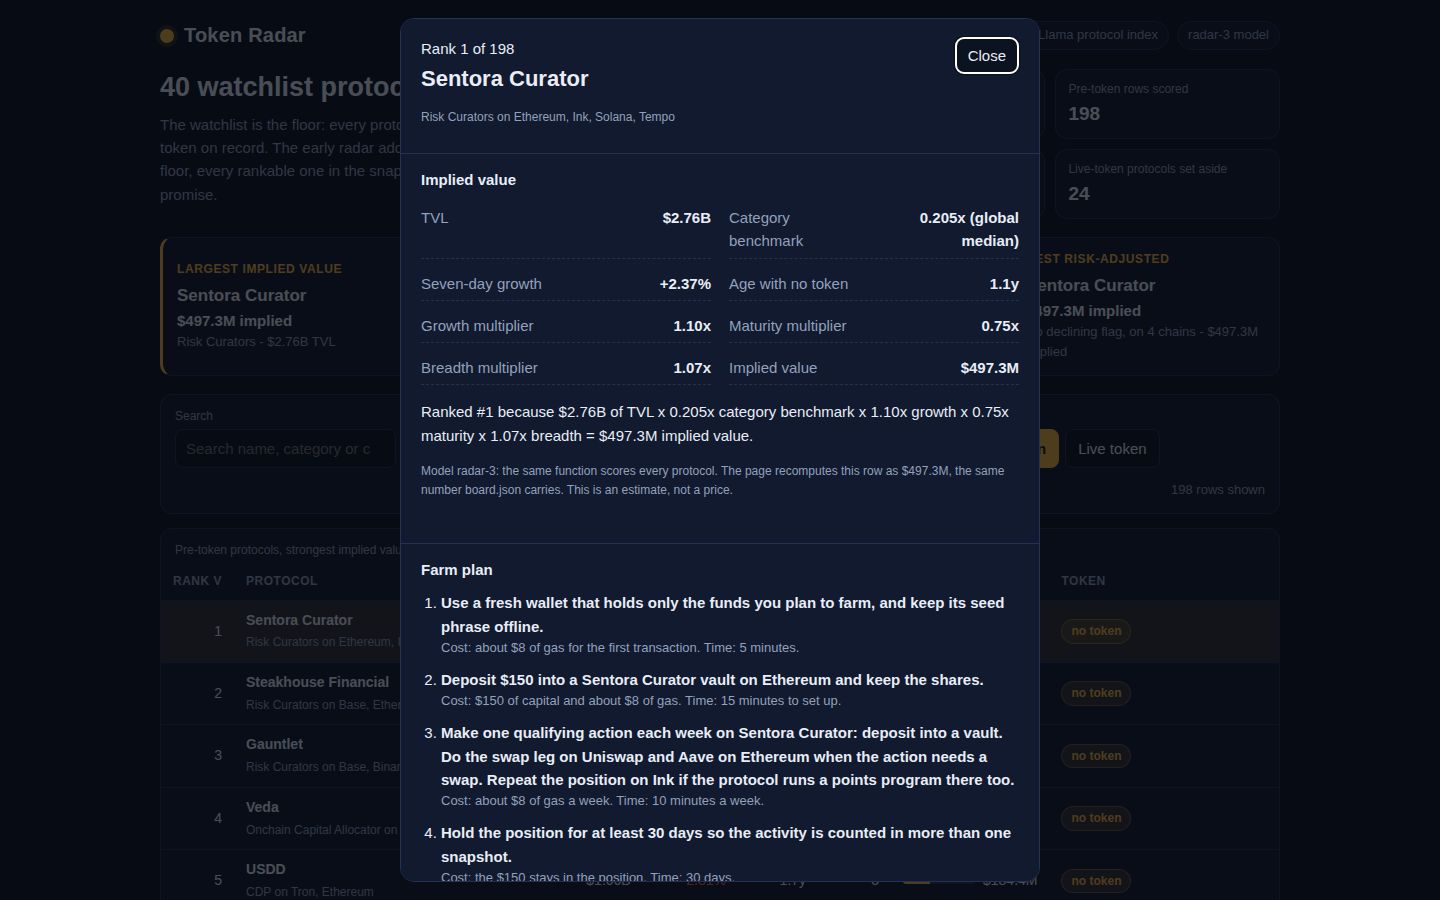 Token Radar
Llama protocol index
radar-3 model
40 watchlist
The watchlist is the floor: every
token on record. The early radar
floor, every rankable one in the
promise.
Pre-token rows scored
198
Live-token protocols set aside
24
LARGEST IMPLIED VALUE
Sentora Curator
$497.3M implied
Risk Curators - $2.76B TVL
RISK-ADJUSTED
Curator
implied
declining flag, on 4 chains - $497.3M
Search
Search name, category or c
Live token
198 rows shown
Pre-token protocols, strongest implied
RANK V
PROTOCOL
TOKEN
1
Sentora Curator
Risk Curators on Ethereum,
no token
2
Steakhouse Financial
Risk Curators on Base,
no token
3
Gauntlet
Risk Curators on Base,
no token
4
Veda
Onchain Capital Allocator on
no token
5
USDD
CDP on Tron, Ethereum
no token
Rank 1 of 198
Close
Sentora Curator
Risk Curators on Ethereum, Ink, Solana, Tempo
Implied value
TVL $2.76B
Category benchmark 0.205x (global median)
Seven-day growth +2.37%
Age with no token 1.1y
Growth multiplier 1.10x
Maturity multiplier 0.75x
Breadth multiplier 1.07x
Implied value $497.3M
Ranked #1 because $2.76B of TVL x 0.205x category benchmark x 1.10x growth x 0.75x
maturity x 1.07x breadth = $497.3M implied value.
Model radar-3: the same function scores every protocol. The page recomputes this row as $497.3M, the same
number board.json carries. This is an estimate, not a price.
Farm plan
1. Use a fresh wallet that holds only the funds you plan to farm, and keep its seed
phrase offline.
Cost: about $8 of gas for the first transaction. Time: 5 minutes.
2. Deposit $150 into a Sentora Curator vault on Ethereum and keep the shares.
Cost: $150 of capital and about $8 of gas. Time: 15 minutes to set up.
3. Make one qualifying action each week on Sentora Curator: deposit into a vault.
Do the swap leg on Uniswap and Aave on Ethereum when the action needs a
swap. Repeat the position on Ink if the protocol runs a points program there too.
Cost: about $8 of gas a week. Time: 10 minutes a week.
4. Hold the position for at least 30 days so the activity is counted in more than one
snapshot.
Cost: the $150 stays in the position. Time: 30 days.